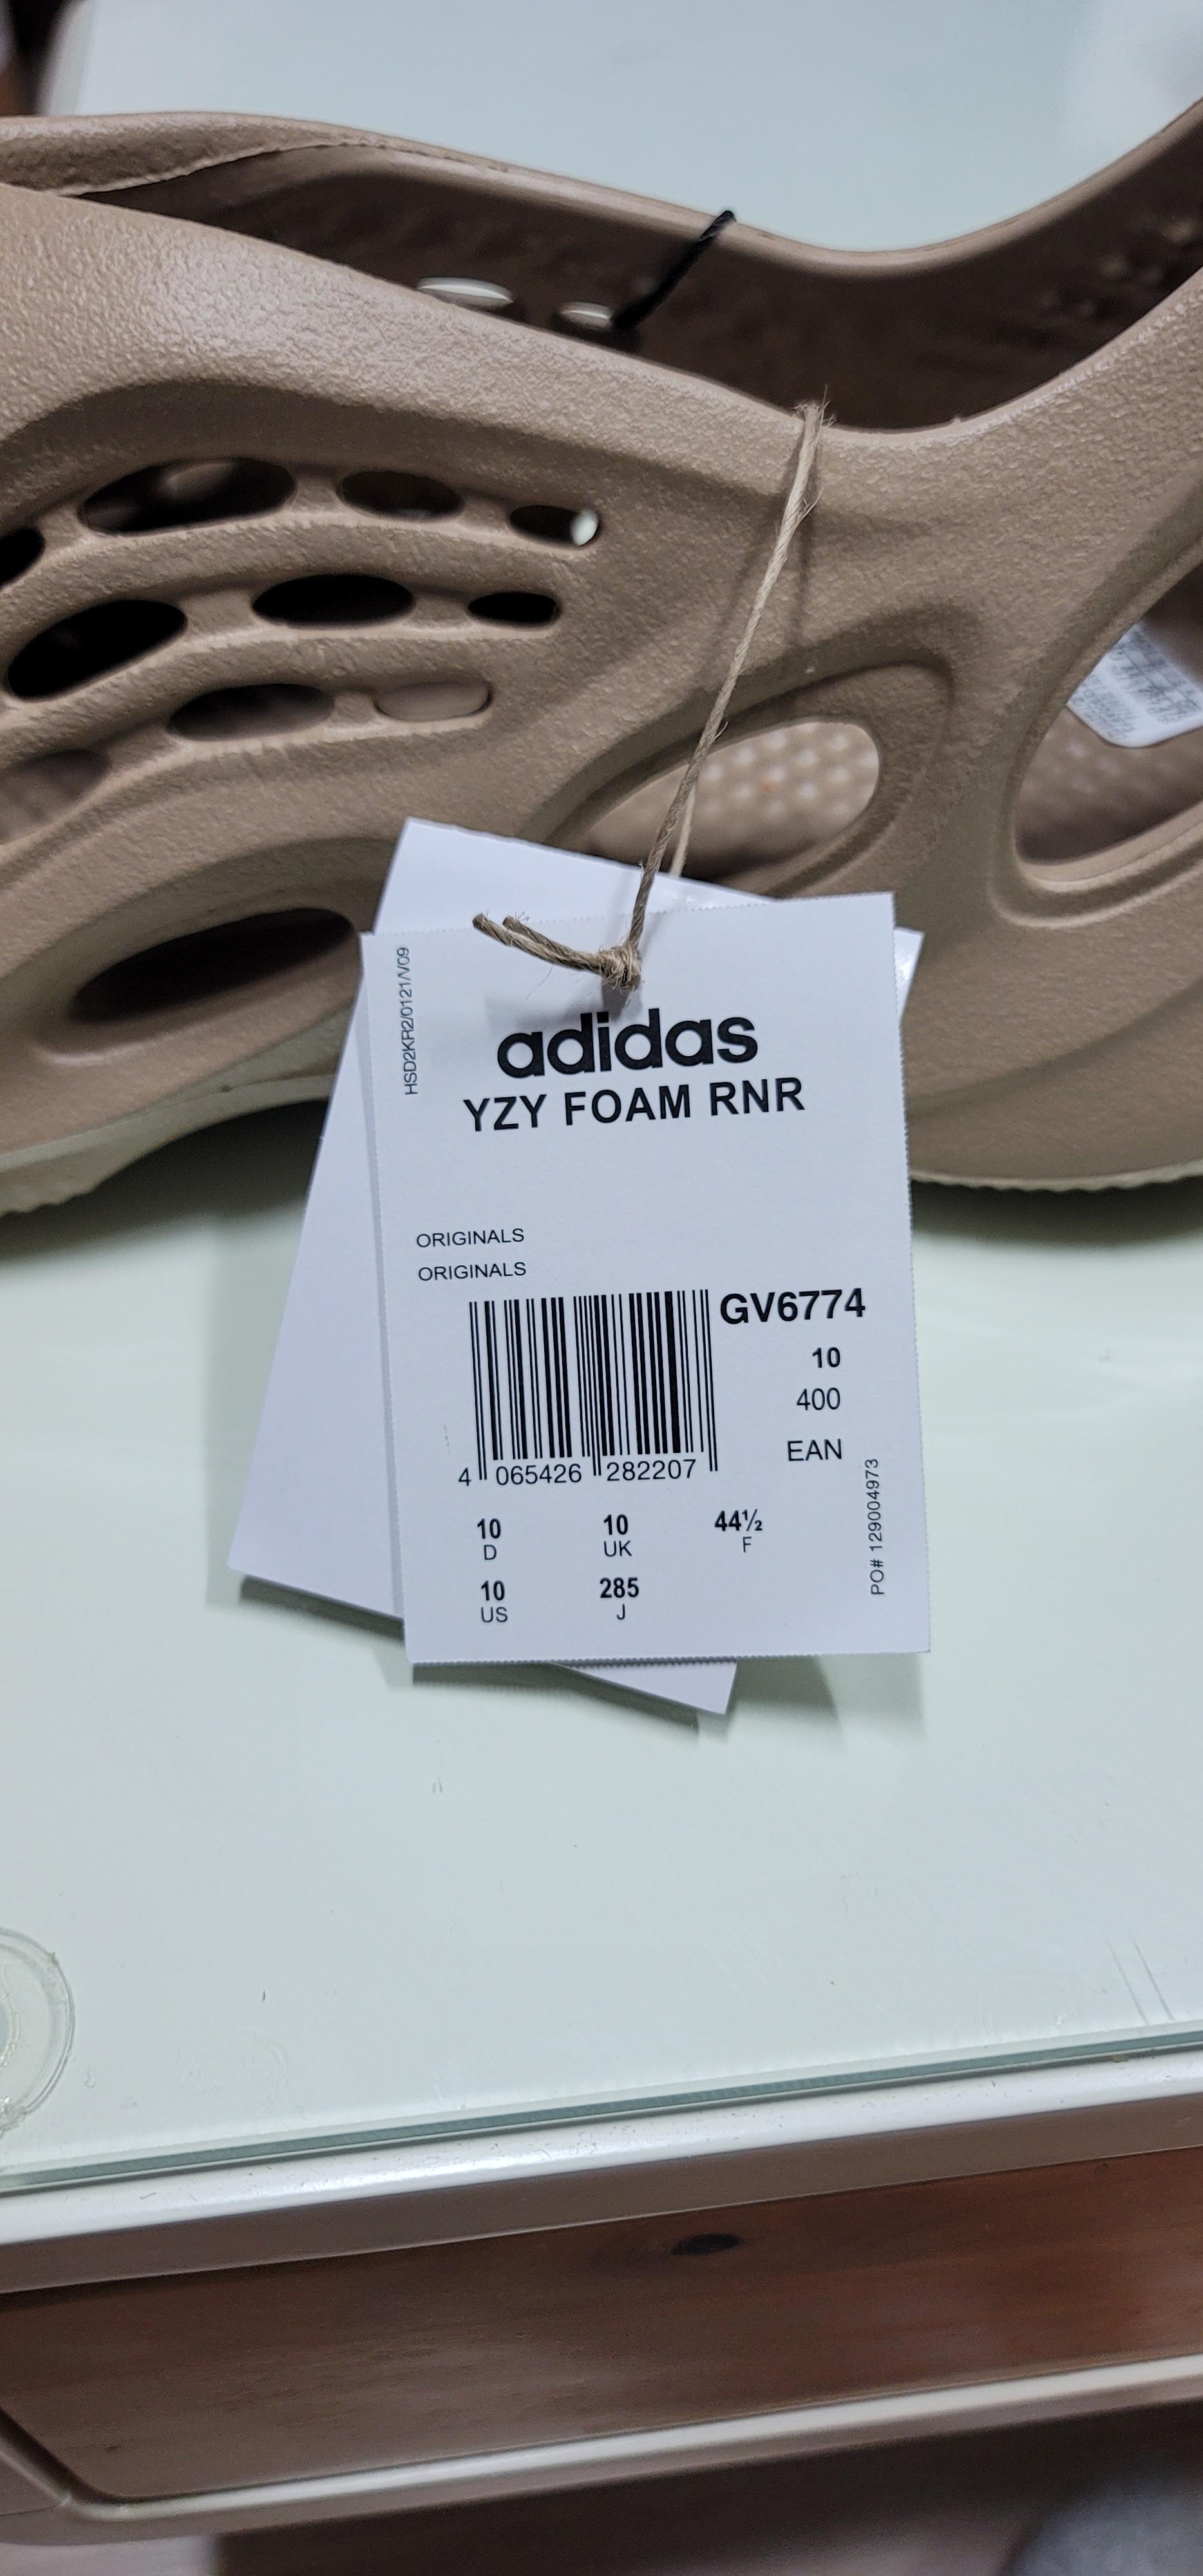 HSD2KR2/0121/V09
adidas
YZY FOAM RNR
ORIGINALS
ORIGINALS
GV6774
10
400
EAN
4 065426 282207
10 D
10 UK
44½ F
10 US
285 J
PO# 129004973